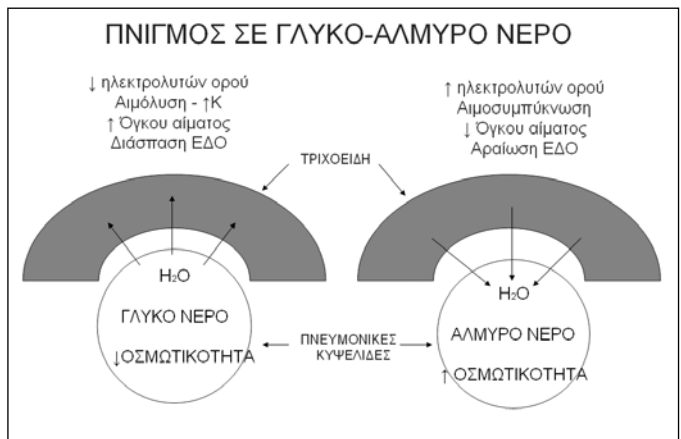 ΠΝΙΓΜΟΣ ΣΕ ΓΛΥΚΟ-ΑΛΜΥΡΟ ΝΕΡΟ
↓ ηλεκτρολυτών ορού
Αιμόλυση - ↑Κ
↑ Όγκου αίματος
Διάσπαση ΕΔΟ
↑ ηλεκτρολυτών ορού
Αιμοσυμπύκνωση
↓ Όγκου αίματος
Αραίωση ΕΔΟ
ΤΡΙΧΟΕΙΔΗ
H₂O
ΓΛΥΚΟ ΝΕΡΟ
↓ΟΣΜΩΤΙΚΟΤΗΤΑ
ΠΝΕΥΜΟΝΙΚΕΣ
ΚΥΨΕΛΙΔΕΣ
H₂O
ΑΛΜΥΡΟ ΝΕΡΟ
↑ ΟΣΜΩΤΙΚΟΤΗΤΑ